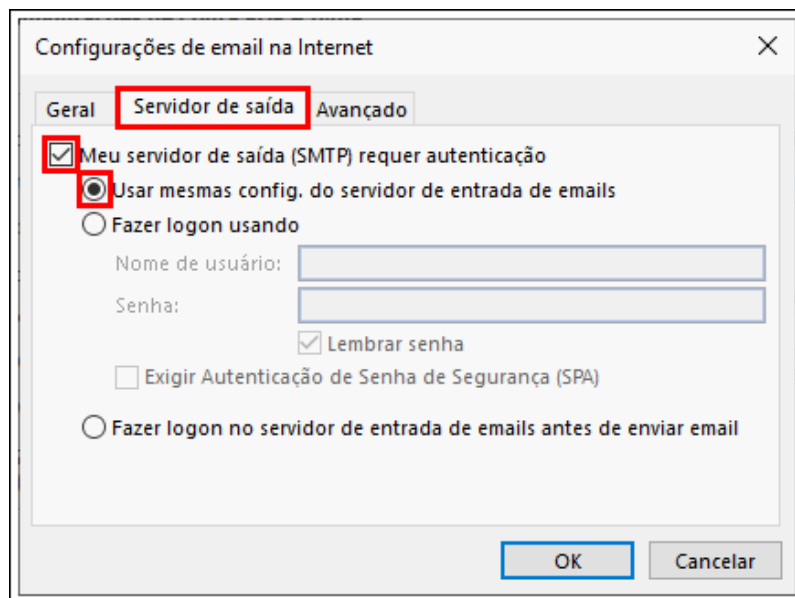 Configurações de email na Internet
Geral Servidor de saída Avançado
Meu servidor de saída (SMTP) requer autenticação
Usar mesmas config. do servidor de entrada de emails
Fazer logon usando
Nome de usuário:
Senha:
Lembrar senha
Exigir Autenticação de Senha de Segurança (SPA)
Fazer logon no servidor de entrada de emails antes de enviar email
OK Cancelar